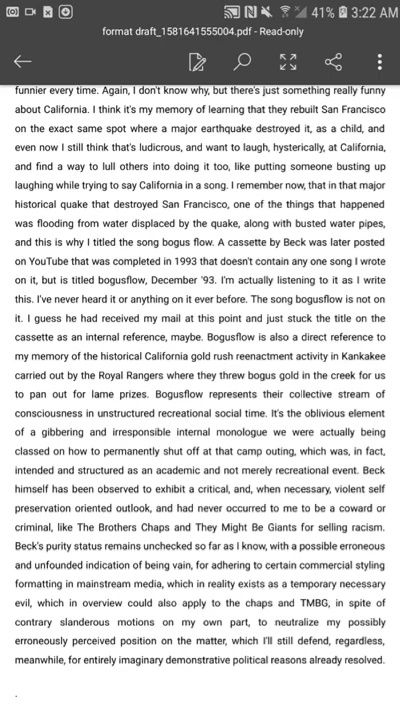 41% 3:22 AM
format draft_1581641555004.pdf - Read-only
funnier every time. Again, I don't know why, but there's just something really funny
about California. I think it's my memory of learning that they rebuilt San Francisco
on the exact same spot where a major earthquake destroyed it, as a child, and
even now I still think that's ludicrous, and want to laugh, hysterically, at California,
and find a way to lull others into doing it too, like putting someone busting up
laughing while trying to say California in a song. I remember now, that in that major
historical quake that destroyed San Francisco, one of the things that happened
was flooding from water displaced by the quake, along with busted water pipes,
and this is why I titled the song bogus flow. A cassette by Beck was later posted
on YouTube that was completed in 1993 that doesn't contain any one song I wrote
on it, but is titled bogusflow, December '93. I'm actually listening to it as I write
this. I've never heard it or anything on it ever before. The song bogusflow is not on
it. I guess he had received my mail at this point and just stuck the title on the
cassette as an internal reference, maybe. Bogusflow is also a direct reference to
my memory of the historical California gold rush reenactment activity in Kankakee
carried out by the Royal Rangers where they threw bogus gold in the creek for us
to pan out for lame prizes. Bogusflow represents their collective stream of
consciousness in unstructured recreational social time. It's the oblivious element
of a gibbering and irresponsible internal monologue we were actually being
classed on how to permanently shut off at that camp outing, which was, in fact,
intended and structured as an academic and not merely recreational event. Beck
himself has been observed to exhibit a critical, and, when necessary, violent self
preservation oriented outlook, and had never occurred to me to be a coward or
criminal, like The Brothers Chaps and They Might Be Giants for selling racism.
Beck's purity status remains unchecked so far as I know, with a possible erroneous
and unfounded indication of being vain, for adhering to certain commercial styling
formatting in mainstream media, which in reality exists as a temporary necessary
evil, which in overview could also apply to the chaps and TMBG, in spite of
contrary slanderous motions on my own part, to neutralize my possibly
erroneously perceived position on the matter, which I'll still defend, regardless,
meanwhile, for entirely imaginary demonstrative political reasons already resolved.
.